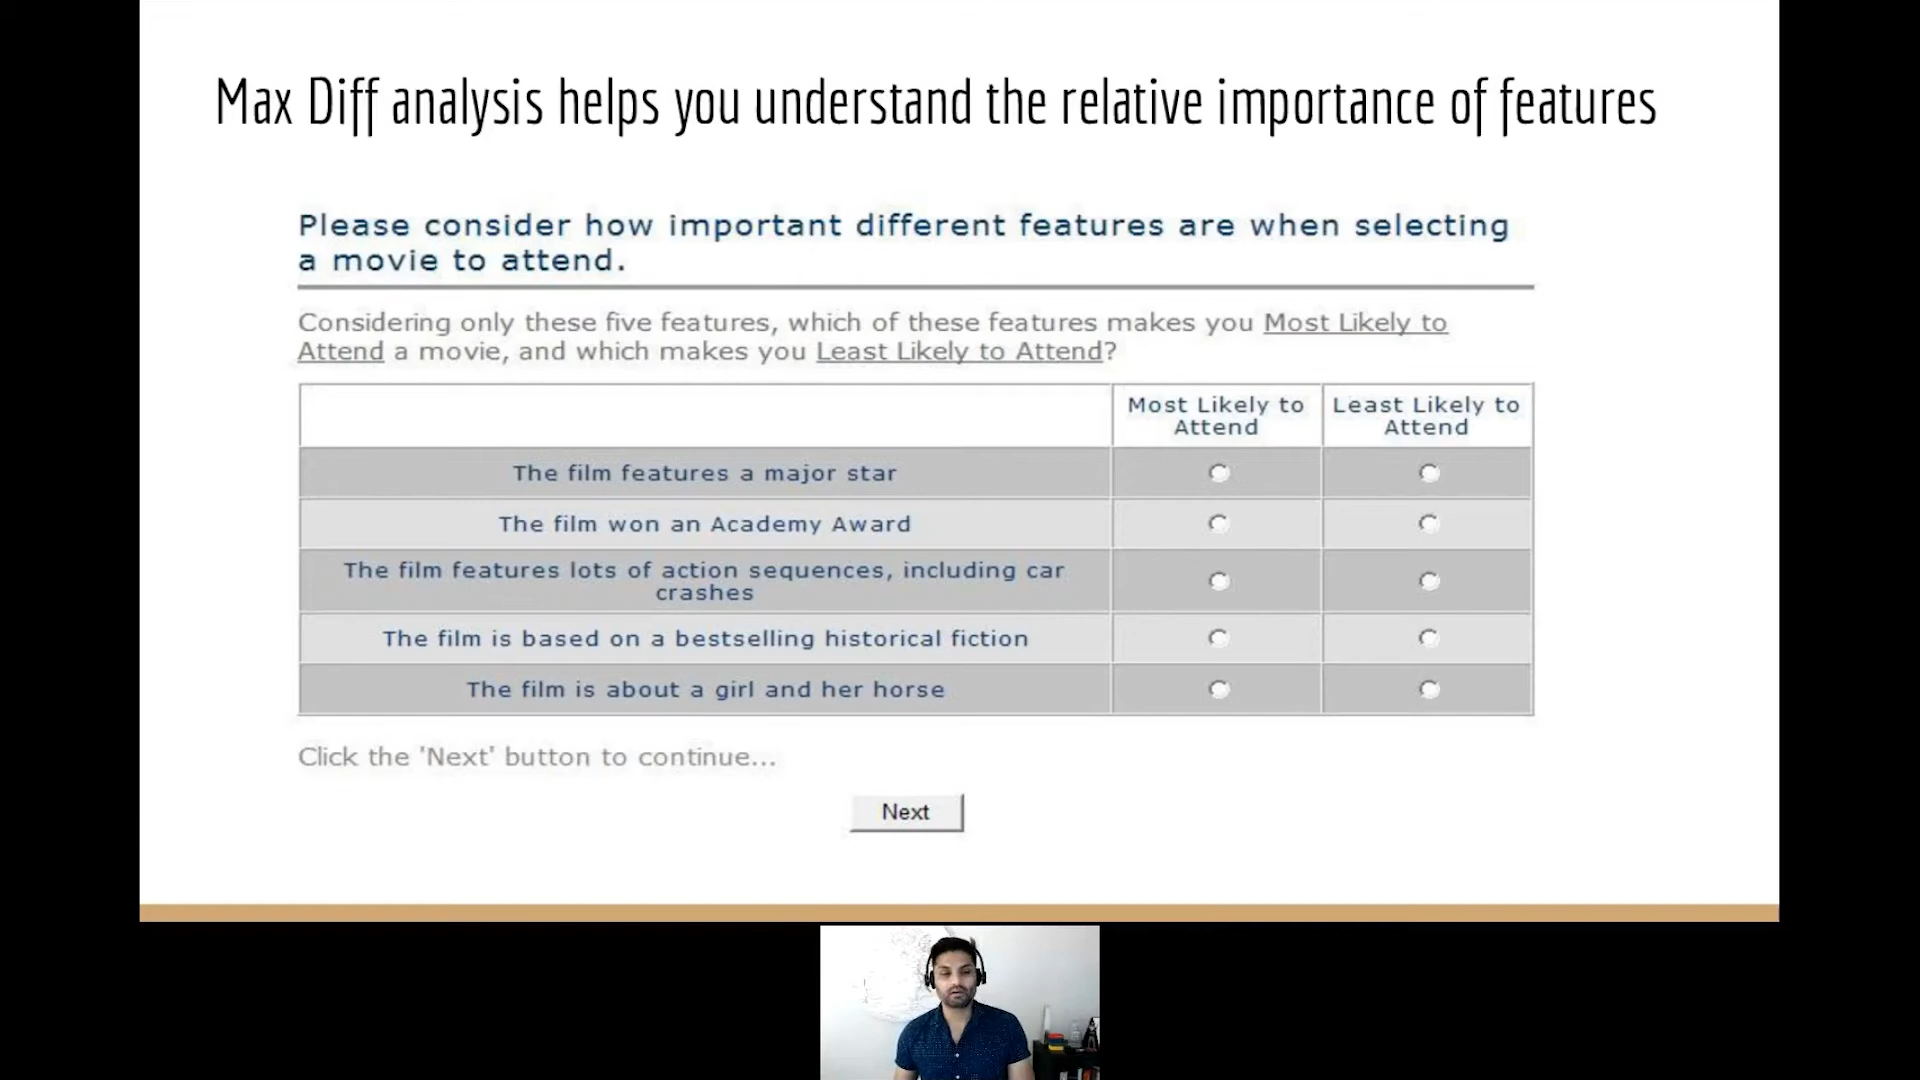 Max Diff analysis helps you understand the relative importance of features
Please consider how important different features are when selecting
a movie to attend.
Considering only these five features, which of these features makes you Most Likely to
Attend a movie, and which makes you Least Likely to Attend?
Most Likely to
Attend
Least Likely to
Attend
The film features a major star
The film won an Academy Award
The film features lots of action sequences, including car
crashes
The film is based on a bestselling historical fiction
The film is about a girl and her horse
Click the 'Next' button to continue...
Next